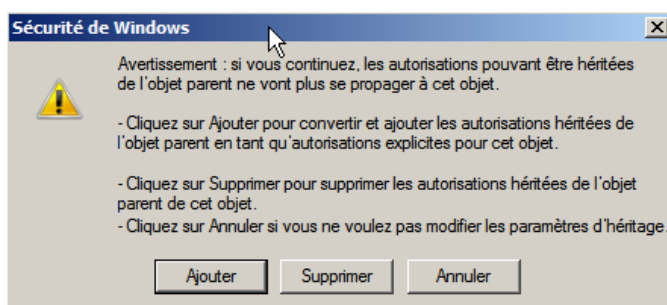 Sécurité de Windows
Avertissement : si vous continuez, les autorisations pouvant être héritées
de l'objet parent ne vont plus se propager à cet objet.
- Cliquez sur Ajouter pour convertir et ajouter les autorisations héritées de
l'objet parent en tant qu'autorisations explicites pour cet objet.
- Cliquez sur Supprimer pour supprimer les autorisations héritées de l'objet
parent de cet objet.
- Cliquez sur Annuler si vous ne voulez pas modifier les paramètres d'héritage.
Ajouter Supprimer Annuler